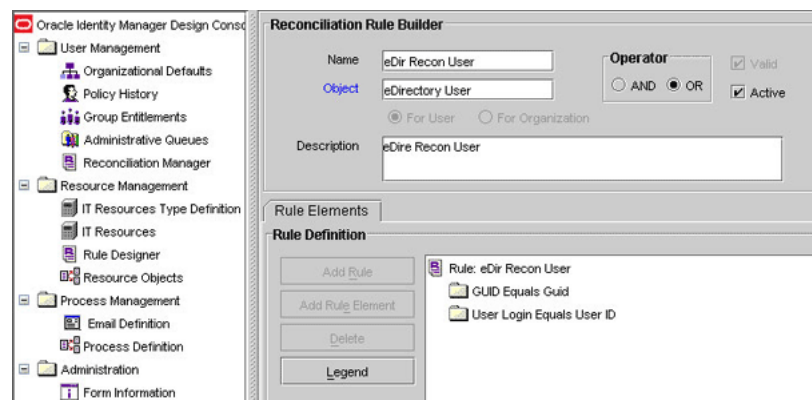 Oracle Identity Manager Design Conso
User Management
Organizational Defaults
Policy History
Group Entitlements
Administrative Queues
Reconciliation Manager
Resource Management
IT Resources Type Definition
IT Resources
Rule Designer
Resource Objects
Process Management
Email Definition
Process Definition
Administration
Form Information
Reconciliation Rule Builder
Name eDir Recon User
Object eDirectory User
Operator
AND OR
Valid
Active
For User For Organization
Description eDire Recon User
Rule Elements
Rule Definition
Add Rule
Add Rule Element
Delete
Legend
Rule: eDir Recon User
GUID Equals Guid
User Login Equals User ID